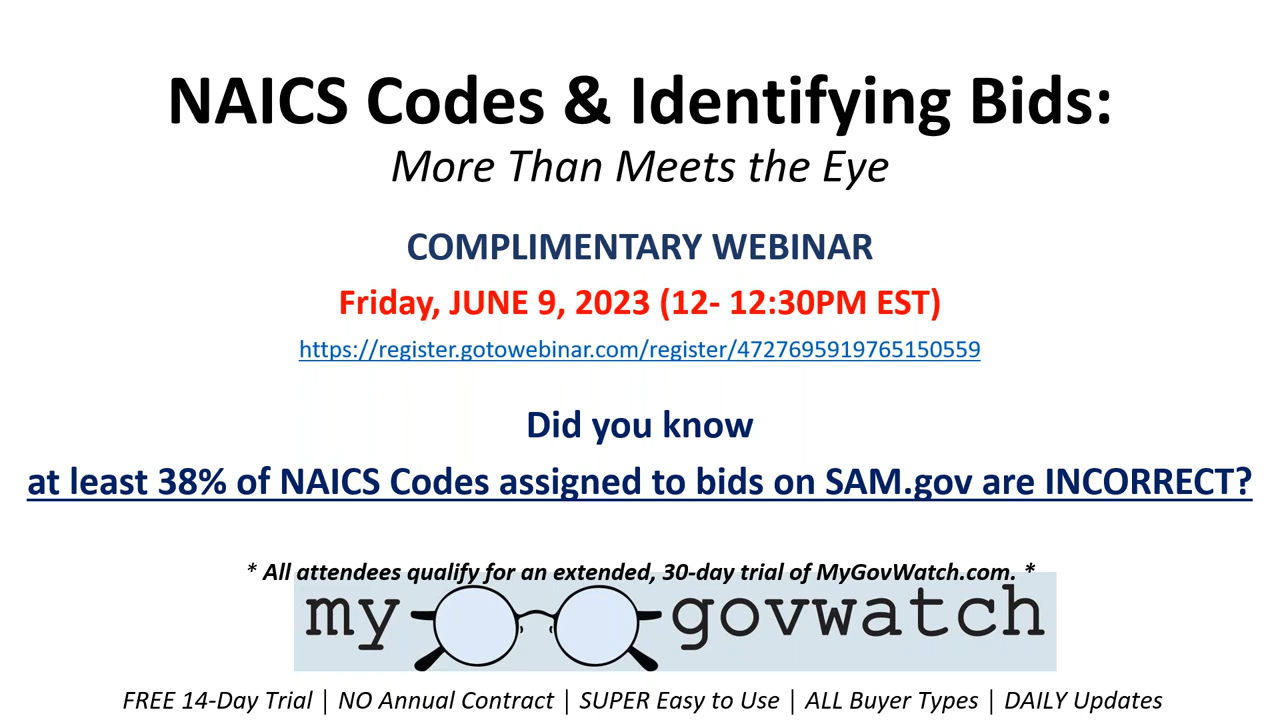 NAICS Codes & Identifying Bids:
More Than Meets the Eye
COMPLIMENTARY WEBINAR
Friday, JUNE 9, 2023 (12- 12:30PM EST)
https://register.gotowebinar.com/register/4727695919765150559
Did you know
at least 38% of NAICS Codes assigned to bids on SAM.gov are INCORRECT?
* All attendees qualify for an extended, 30-day trial of MyGovWatch.com. *
my govwatch
FREE 14-Day Trial | NO Annual Contract | SUPER Easy to Use | ALL Buyer Types | DAILY Updates